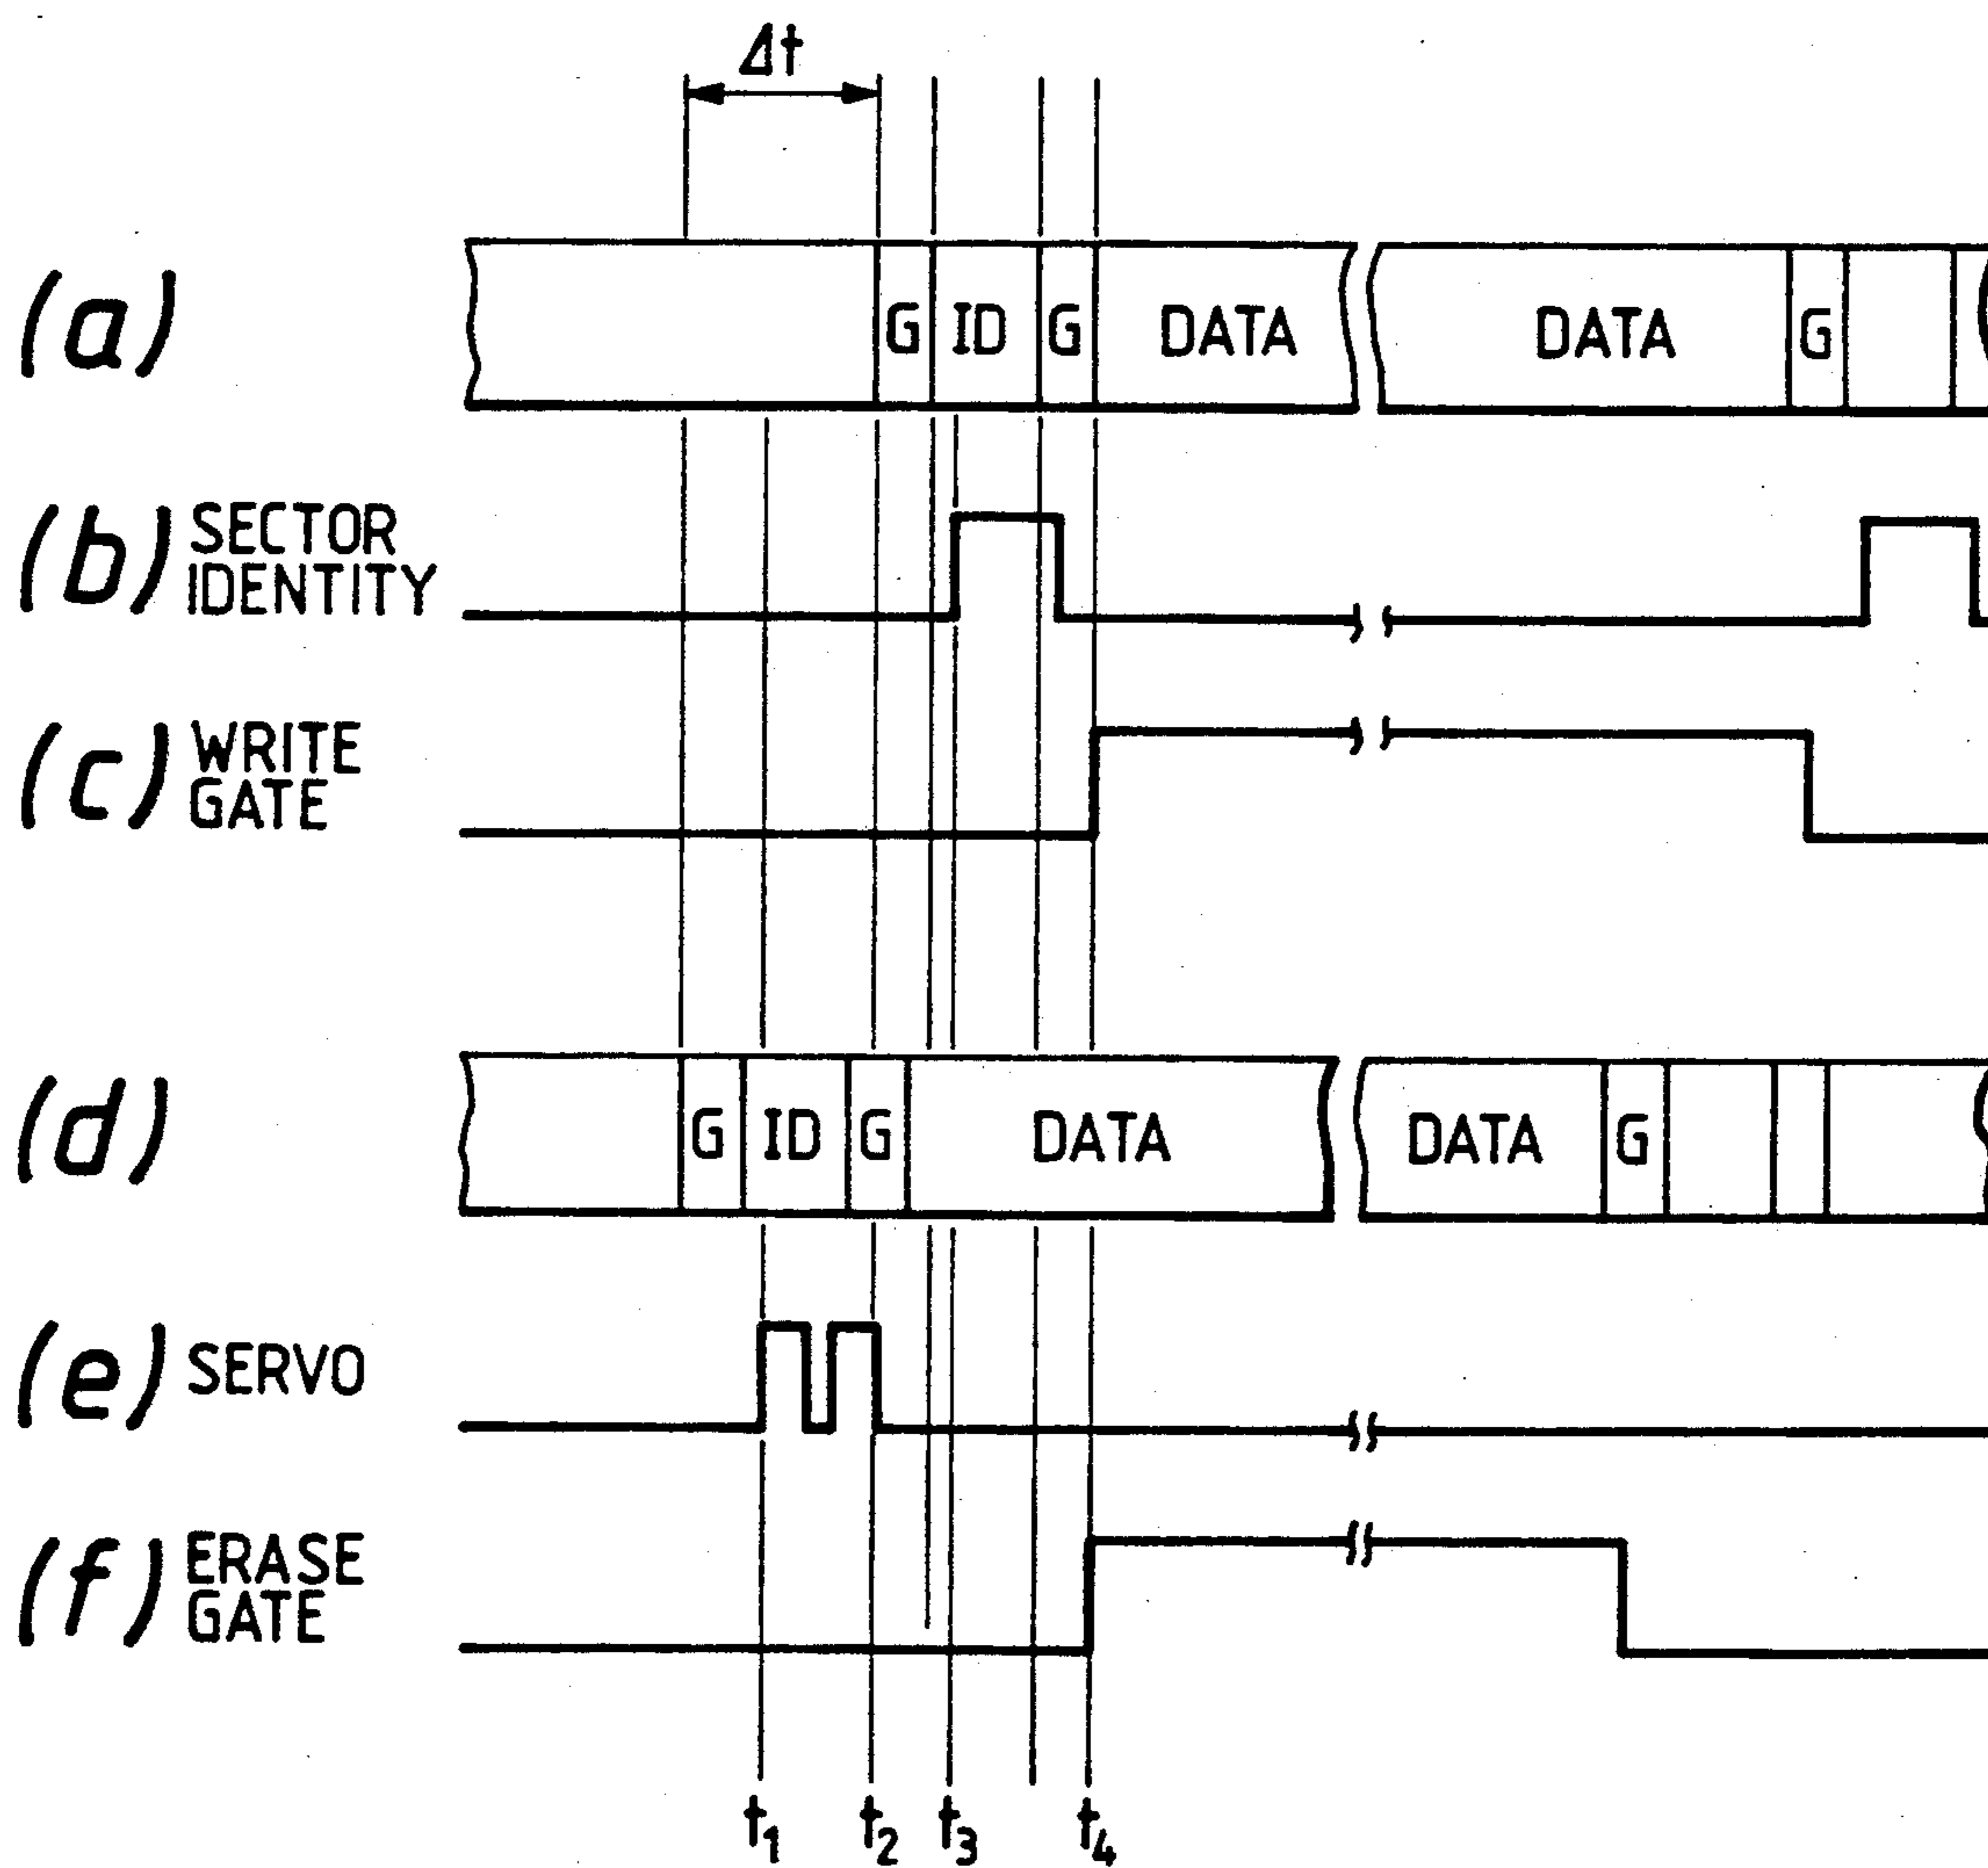 Δt
(a) G ID G DATA DATA G
(b) SECTOR
IDENTITY
(c) WRITE
GATE
(d) G ID G DATA DATA G
(e) SERVO
(f) ERASE
GATE
t1 t2 t3 t4